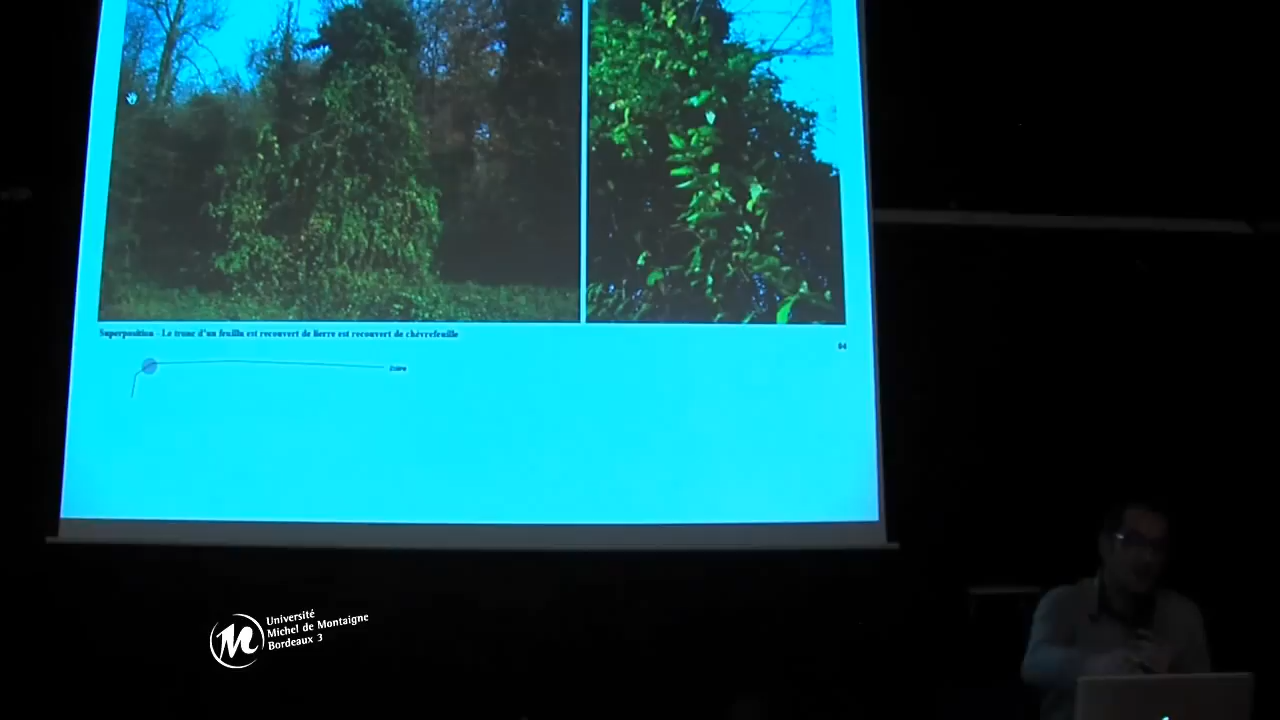 Superposition - Le tronc d'un feuillu est recouvert de lierre est recouvert de chèvrefeuille
04
Université
Michel de Montaigne
Bordeaux 3